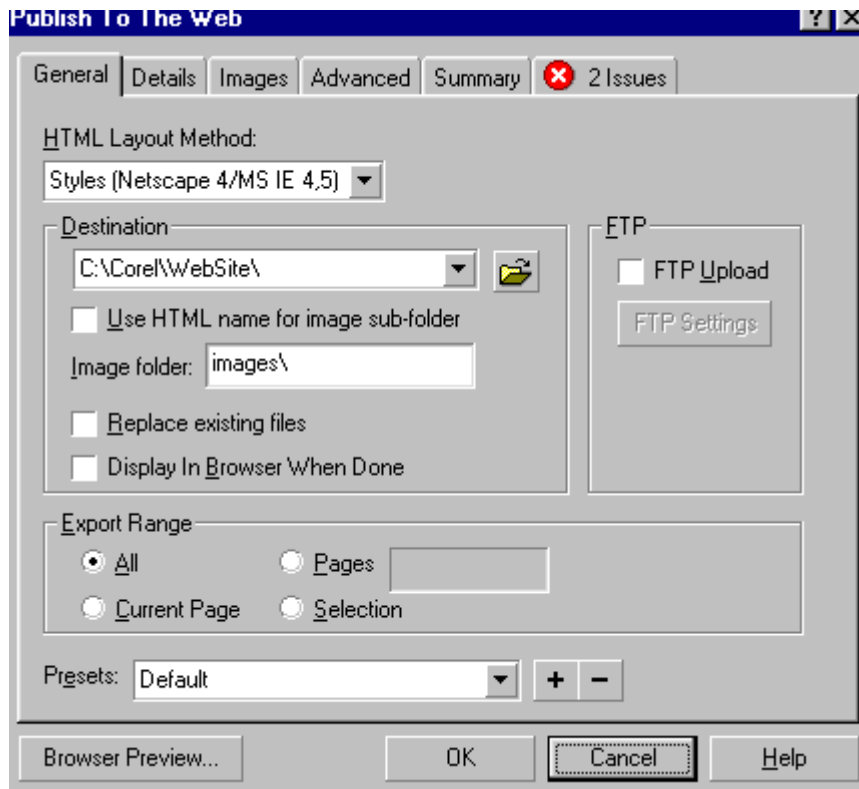 Publish To The Web
General Details Images Advanced Summary 2 Issues
HTML Layout Method:
Styles (Netscape 4/MS IE 4,5)
Destination
FTP
C:\Corel\WebSite\
FTP Upload
Use HTML name for image sub-folder
FTP Settings
Image folder: images\
Replace existing files
Display In Browser When Done
Export Range
All Pages
Current Page Selection
Presets: Default + −
Browser Preview... OK Cancel Help